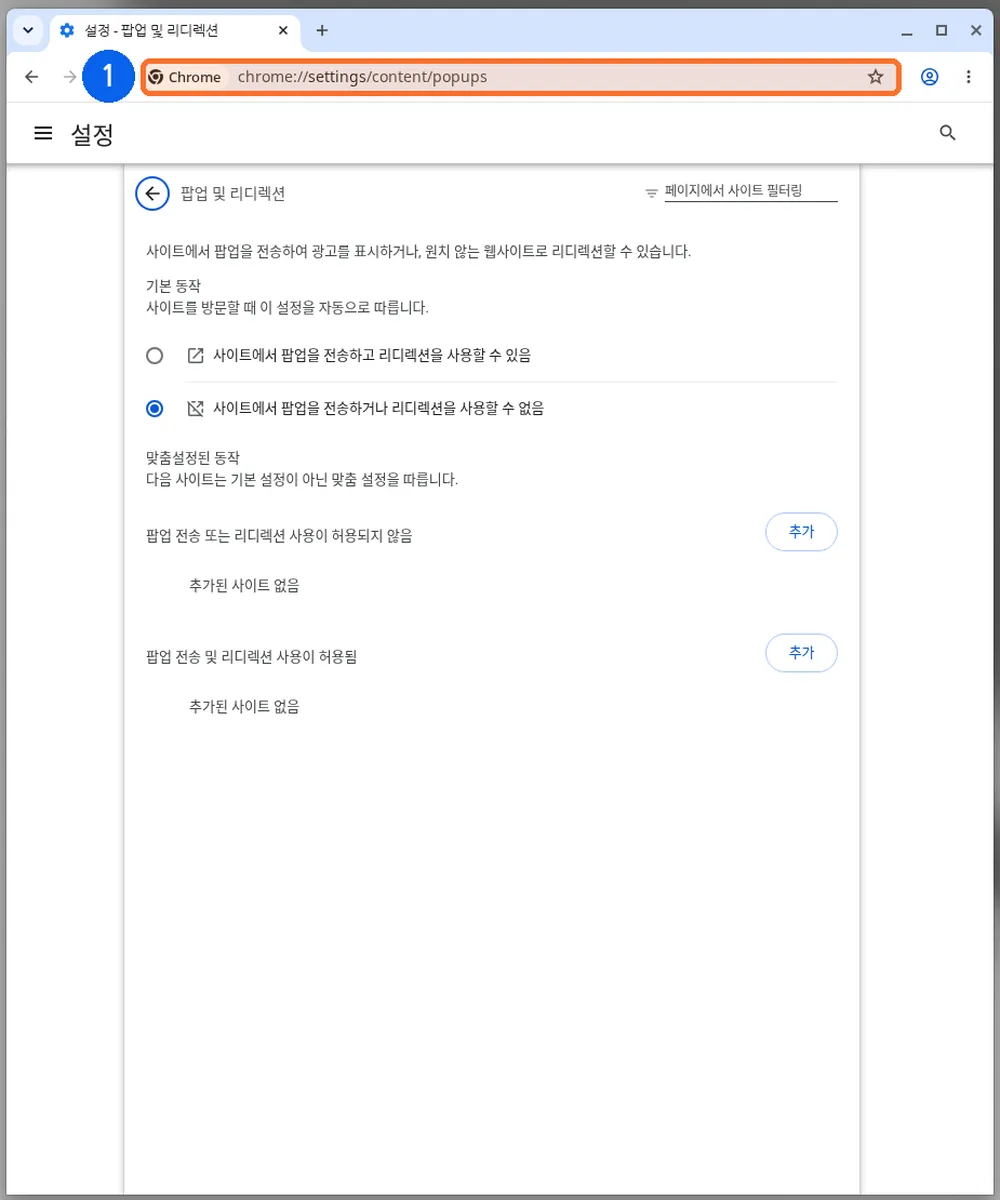 설정 - 팝업 및 리디렉션
1
Chrome chrome://settings/content/popups
설정
팝업 및 리디렉션
페이지에서 사이트 필터링
사이트에서 팝업을 전송하여 광고를 표시하거나, 원치 않는 웹사이트로 리디렉션할 수 있습니다.
기본 동작
사이트를 방문할 때 이 설정을 자동으로 따릅니다.
사이트에서 팝업을 전송하고 리디렉션을 사용할 수 있음
사이트에서 팝업을 전송하거나 리디렉션을 사용할 수 없음
맞춤설정된 동작
다음 사이트는 기본 설정이 아닌 맞춤 설정을 따릅니다.
팝업 전송 또는 리디렉션 사용이 허용되지 않음
추가
추가된 사이트 없음
팝업 전송 및 리디렉션 사용이 허용됨
추가
추가된 사이트 없음